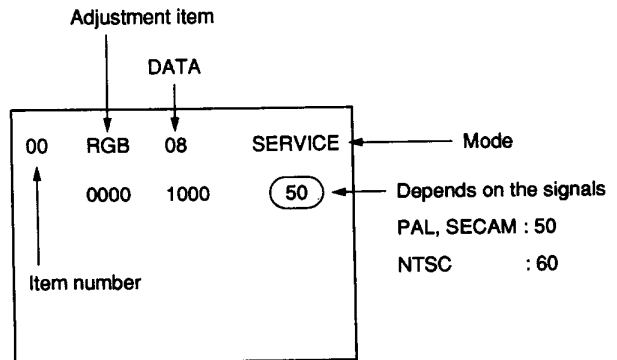 Adjustment item
DATA
00 RGB 08 SERVICE Mode
0000 1000 50 Depends on the signals
PAL, SECAM : 50
NTSC : 60
Item number